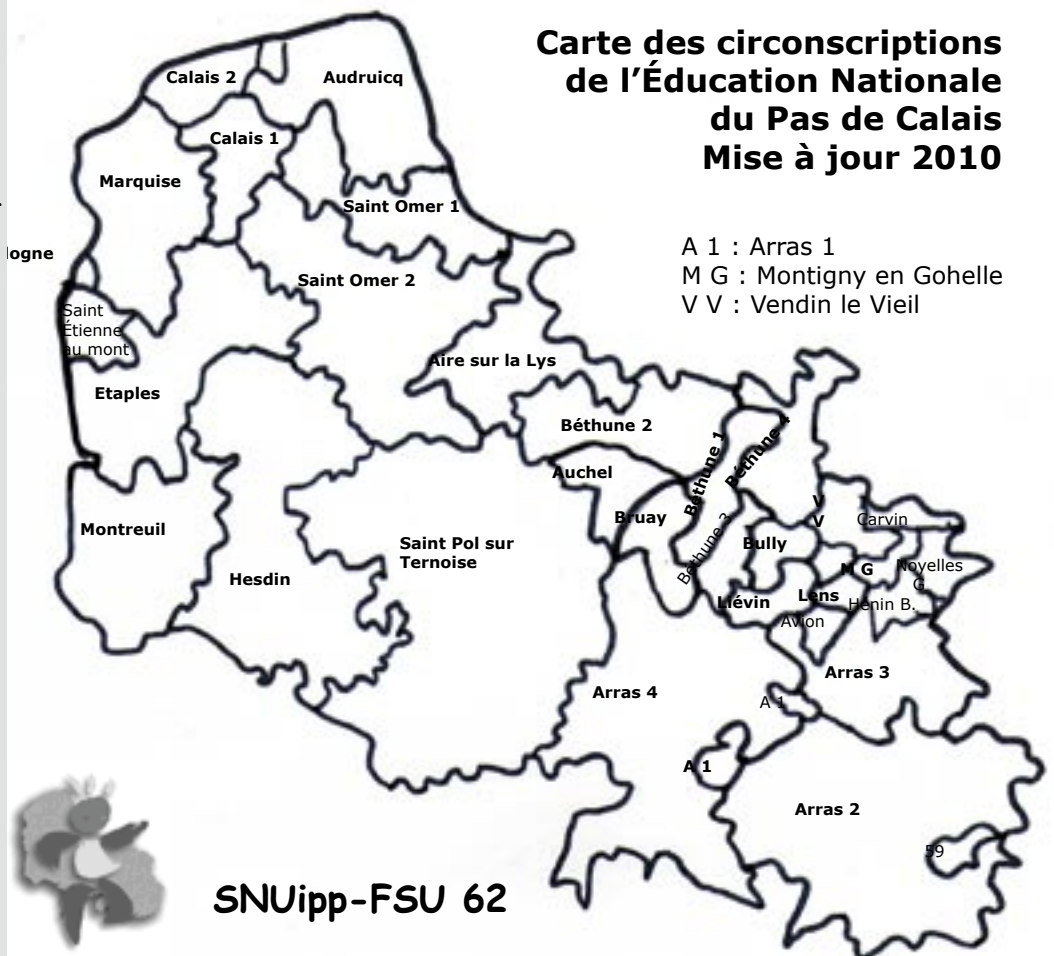 Carte des circonscriptions
de l'Éducation Nationale
du Pas de Calais
Mise à jour 2010
A 1 : Arras 1
M G : Montigny en Gohelle
V V : Vendin le Vieil
Calais 2
Audruicq
Calais 1
Marquise
Saint Omer 1
logne
Saint Omer 2
Saint
Étienne
au mont
Aire sur la Lys
Etaples
Béthune 2
Béthune 1
Béthune 4
Auchel
V
V
Carvin
Bruay
Béthune 3
Bully
Montreuil
Saint Pol sur
Ternoise
Hesdin
M G
Noyelles
G
Liévin
Lens
Hénin B.
Avion
Arras 3
Arras 4
A 1
A 1
Arras 2
59
SNUipp-FSU 62